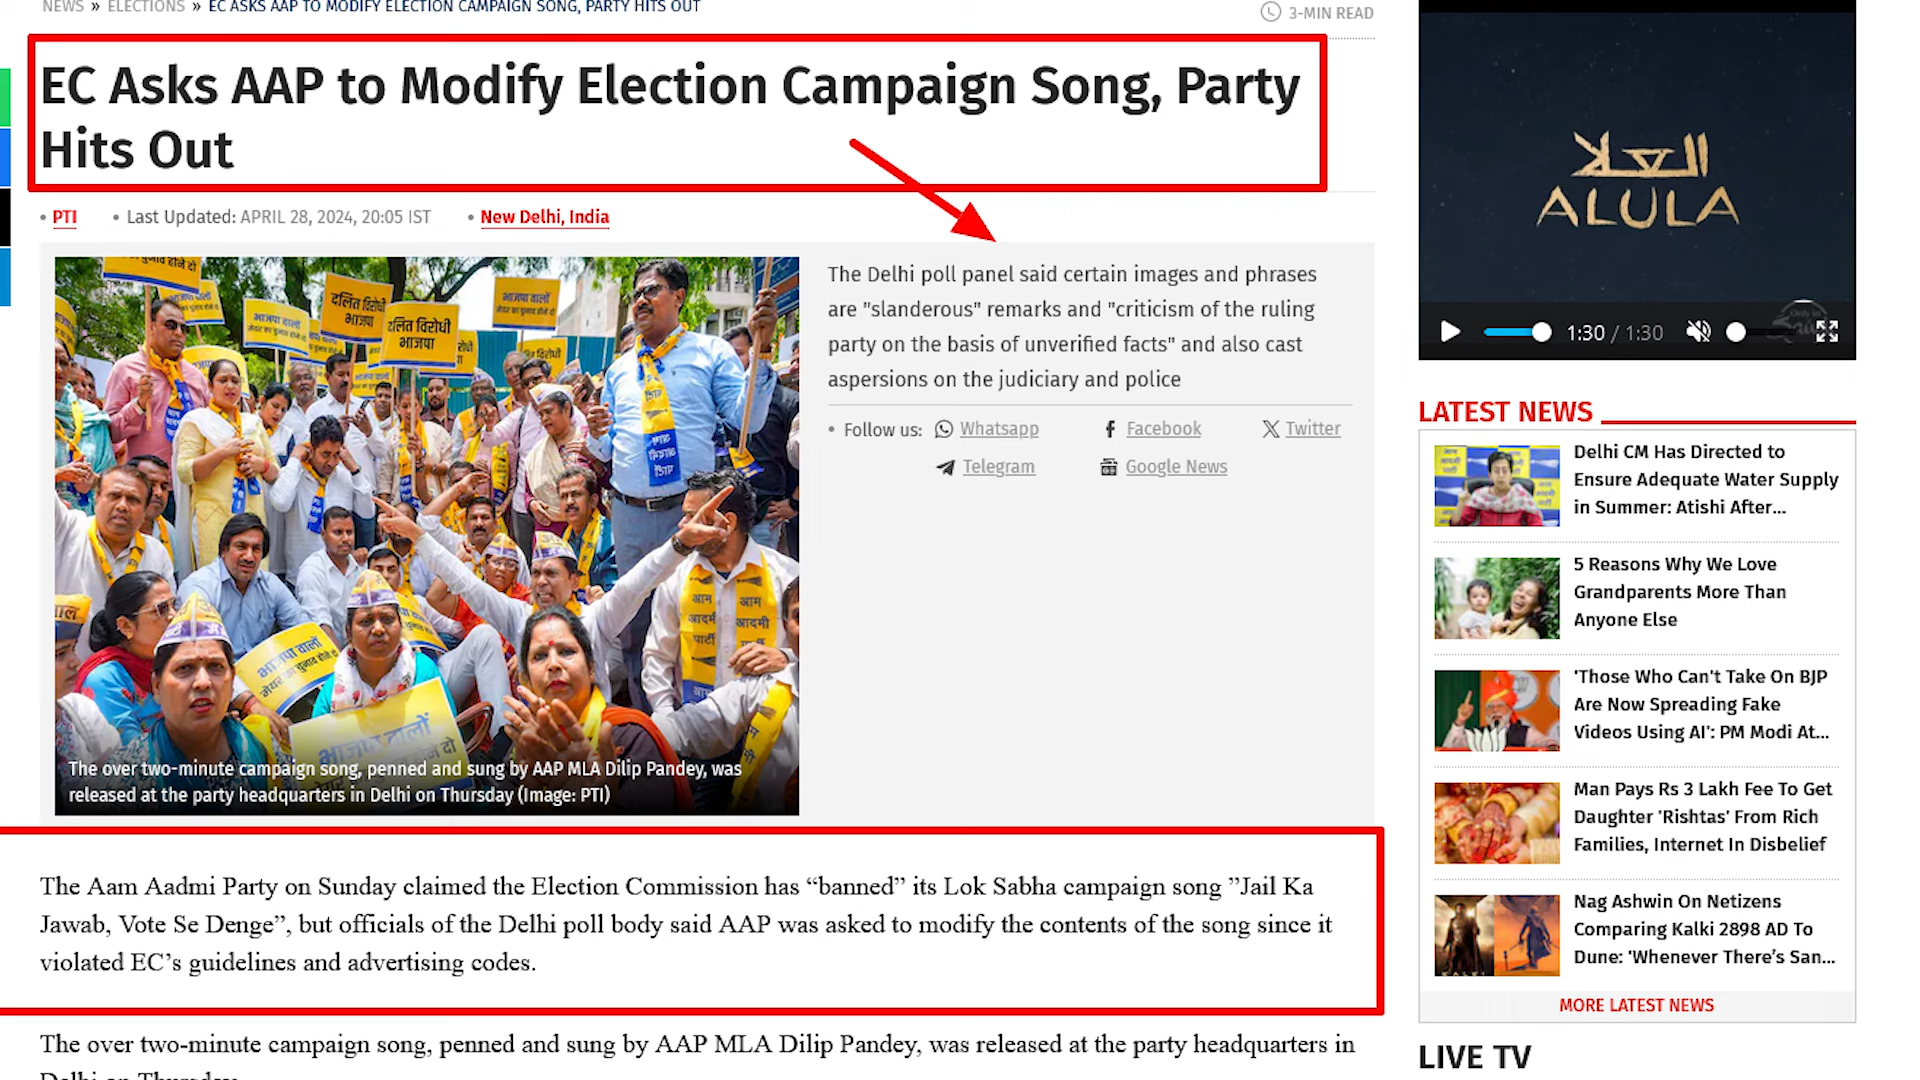 NEWS » ELECTIONS » EC ASKS AAP TO MODIFY ELECTION CAMPAIGN SONG, PARTY HITS OUT
3-MIN READ
EC Asks AAP to Modify Election Campaign Song, Party
Hits Out
• PTI • Last Updated: APRIL 28, 2024, 20:05 IST • New Delhi, India
दलित विरोधी
भाजपा
भाजपा वालों
दलित विरोधी
भाजपा
आम
आदमी
पार्टी
आम
आदमी
पार्टी
भाजपा वालों
The over two-minute campaign song, penned and sung by AAP MLA Dilip Pandey, was
released at the party headquarters in Delhi on Thursday (Image: PTI)
The Delhi poll panel said certain images and phrases
are "slanderous" remarks and "criticism of the ruling
party on the basis of unverified facts" and also cast
aspersions on the judiciary and police
• Follow us: Whatsapp Facebook Twitter
Telegram Google News
The Aam Aadmi Party on Sunday claimed the Election Commission has “banned” its Lok Sabha campaign song ”Jail Ka
Jawab, Vote Se Denge”, but officials of the Delhi poll body said AAP was asked to modify the contents of the song since it
violated EC’s guidelines and advertising codes.
The over two-minute campaign song, penned and sung by AAP MLA Dilip Pandey, was released at the party headquarters in
Delhi on Thursday.
العلا
ALULA
1:30 / 1:30
LATEST NEWS
Delhi CM Has Directed to
Ensure Adequate Water Supply
in Summer: Atishi After...
5 Reasons Why We Love
Grandparents More Than
Anyone Else
'Those Who Can't Take On BJP
Are Now Spreading Fake
Videos Using AI': PM Modi At...
Man Pays Rs 3 Lakh Fee To Get
Daughter 'Rishtas' From Rich
Families, Internet In Disbelief
Nag Ashwin On Netizens
Comparing Kalki 2898 AD To
Dune: 'Whenever There’s San...
MORE LATEST NEWS
LIVE TV